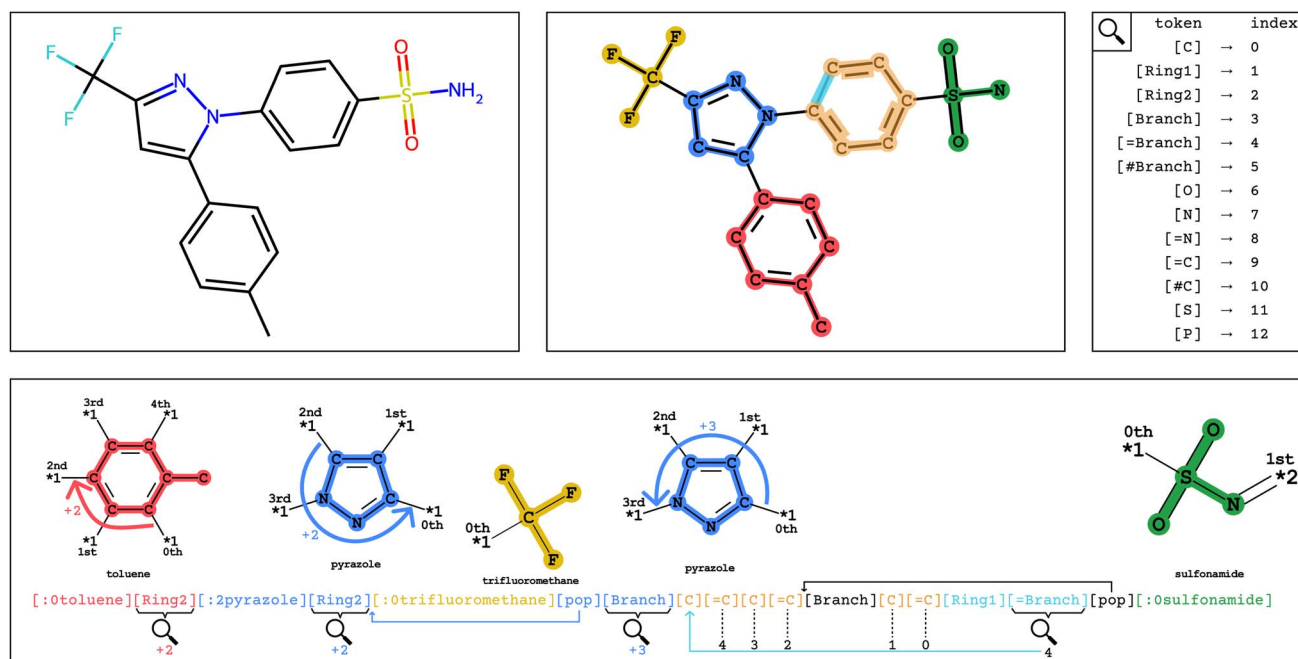 F
F
F
N
N
O
S
NH2
O
F
F
F
C
C
N
N
C
C
C
C
C
C
C
C
C
O
S
N
O
C
C
C
C
C
C
C
token index
[C] → 0
[Ring1] → 1
[Ring2] → 2
[Branch] → 3
[=Branch] → 4
[#Branch] → 5
[O] → 6
[N] → 7
[=N] → 8
[=C] → 9
[#C] → 10
[S] → 11
[P] → 12
3rd
*1
4th
*1
2nd
*1
C
C
C
C
C
C
C
+2
*1
1st
*1
0th
toluene
2nd
*1
1st
*1
C
C
N
C
N
3rd
*1
*1
0th
+2
pyrazole
F
F
C
F
0th
*1
trifluoromethane
2nd
*1
+3
1st
*1
C
C
N
C
N
3rd
*1
*1
0th
pyrazole
0th
*1
O
S
N
O
1st
*2
sulfonamide
[:0toluene][Ring2][:2pyrazole][Ring2][:0trifluoromethane][pop][Branch][C][=C][C][=C][Branch][C][=C][Ring1][=Branch][pop][:0sulfonamide]
+2
+2
+3
4
3
2
1
0
4